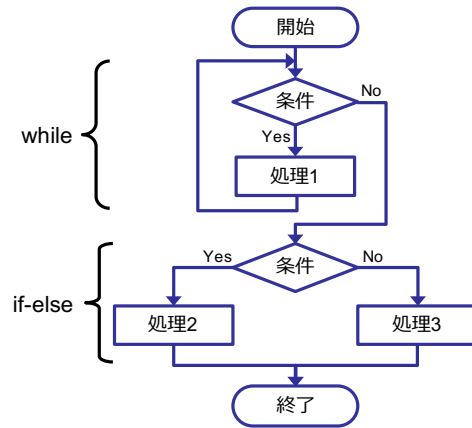 開始
条件
No
while
Yes
処理1
条件
Yes
No
if-else
処理2
処理3
終了